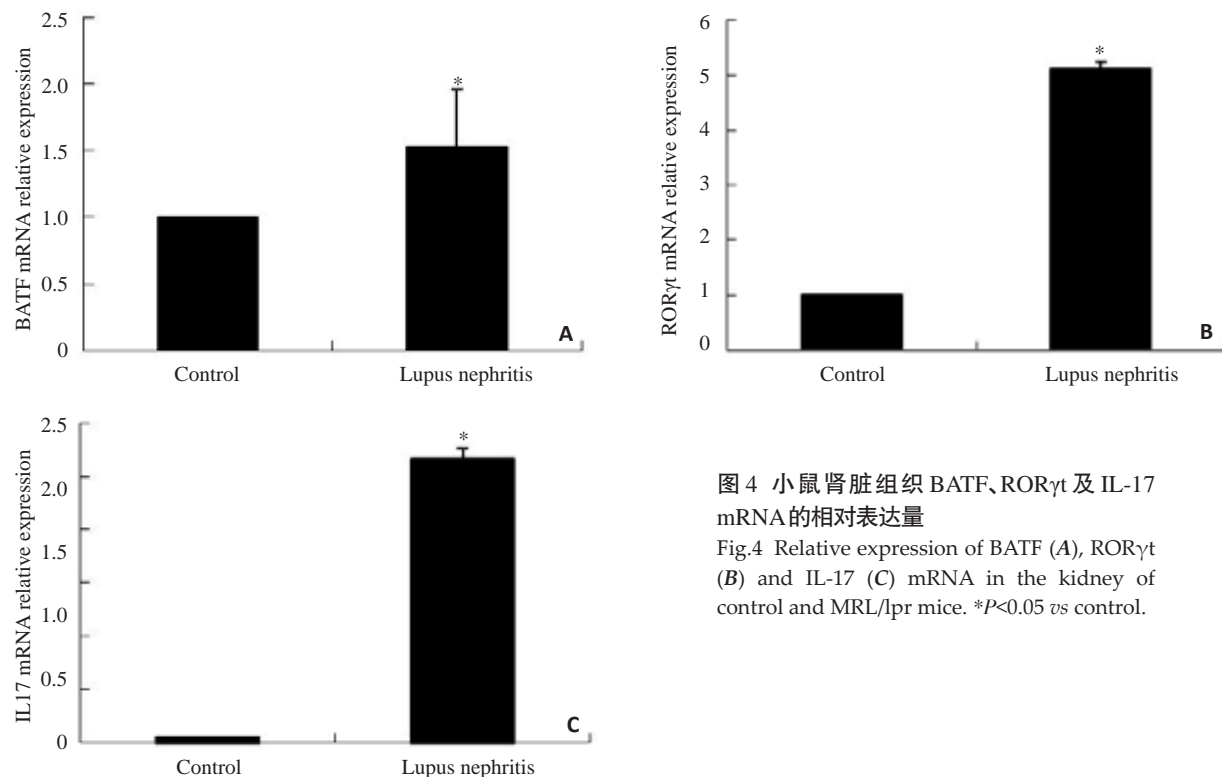 2.5
2.0
1.5
1.0
0.5
0
BATF mRNA relative expression
*
A
Control
Lupus nephritis
6
5
4
3
2
1
0
RORγt mRNA relative expression
*
B
Control
Lupus nephritis
2.5
2.0
1.5
1.0
0.5
0
IL17 mRNA relative expression
*
C
Control
Lupus nephritis
图 4 小鼠肾脏组织 BATF、RORγt 及 IL-17
mRNA的相对表达量
Fig.4 Relative expression of BATF (A), RORγt
(B) and IL-17 (C) mRNA in the kidney of
control and MRL/lpr mice. *P<0.05 vs control.